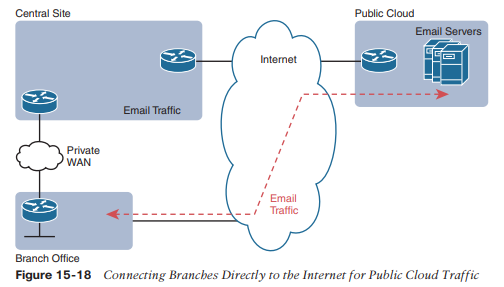 Central Site
Public Cloud
Email Servers
Internet
Email Traffic
Private
WAN
Email
Traffic
Branch Office
Figure 15-18 Connecting Branches Directly to the Internet for Public Cloud Traffic